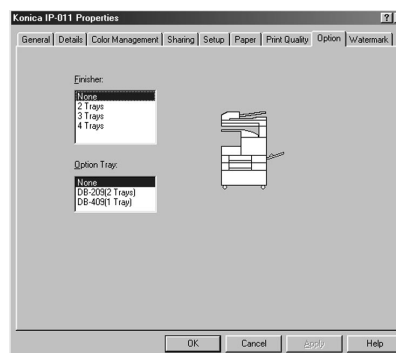 Konica IP-011 Properties
General Details Color Management Sharing Setup Paper Print Quality Option Watermark
Finisher:
None
2 Trays
3 Trays
4 Trays
Option Tray:
None
DB-209(2 Trays)
DB-409(1 Tray)
OK Cancel Apply Help